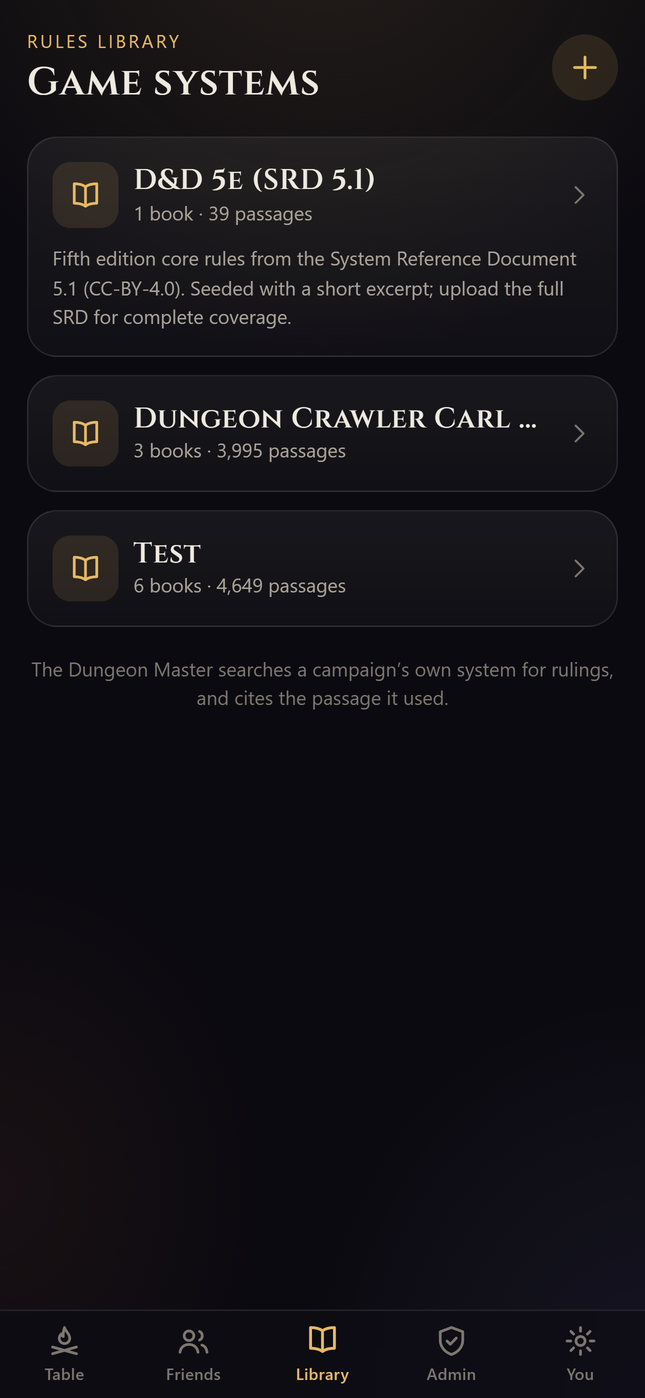 RULES LIBRARY
Game systems
D&D 5e (SRD 5.1)
1 book · 39 passages
Fifth edition core rules from the System Reference Document
5.1 (CC-BY-4.0). Seeded with a short excerpt; upload the full
SRD for complete coverage.
Dungeon Crawler Carl ...
3 books · 3,995 passages
Test
6 books · 4,649 passages
The Dungeon Master searches a campaign’s own system for rulings,
and cites the passage it used.
Table
Friends
Library
Admin
You